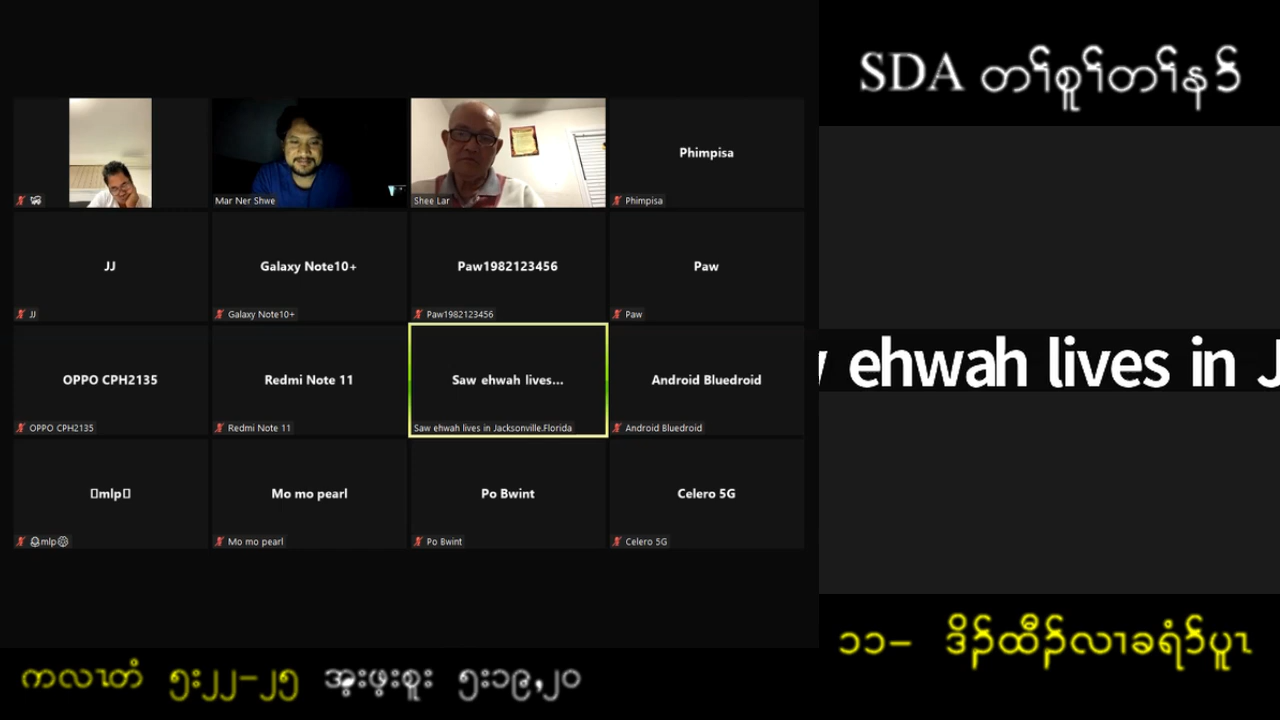 SDA တၢ်စူၢ်တၢ်နာ်
Phimpisa
Mar Ner Shwe
Shee Lar
Phimpisa
JJ
Galaxy Note10+
Paw1982123456
Paw
JJ
Galaxy Note10+
Paw1982123456
Paw
OPPO CPH2135
Redmi Note 11
Saw ehwah lives...
Android Bluedroid
OPPO CPH2135
Redmi Note 11
Saw ehwah lives in Jacksonville.Florida
Android Bluedroid
ehwah lives in J
mlp
Mo mo pearl
Po Bwint
Celero 5G
mlp
Mo mo pearl
Po Bwint
Celero 5G
၁၁– ဒိၣ်ထီၣ်လၢခရံာ်ပူၤ
ကလၤတံ ၅း၂၂–၂၅ အ့းဖ့းစူး ၅း၁၉,၂၀